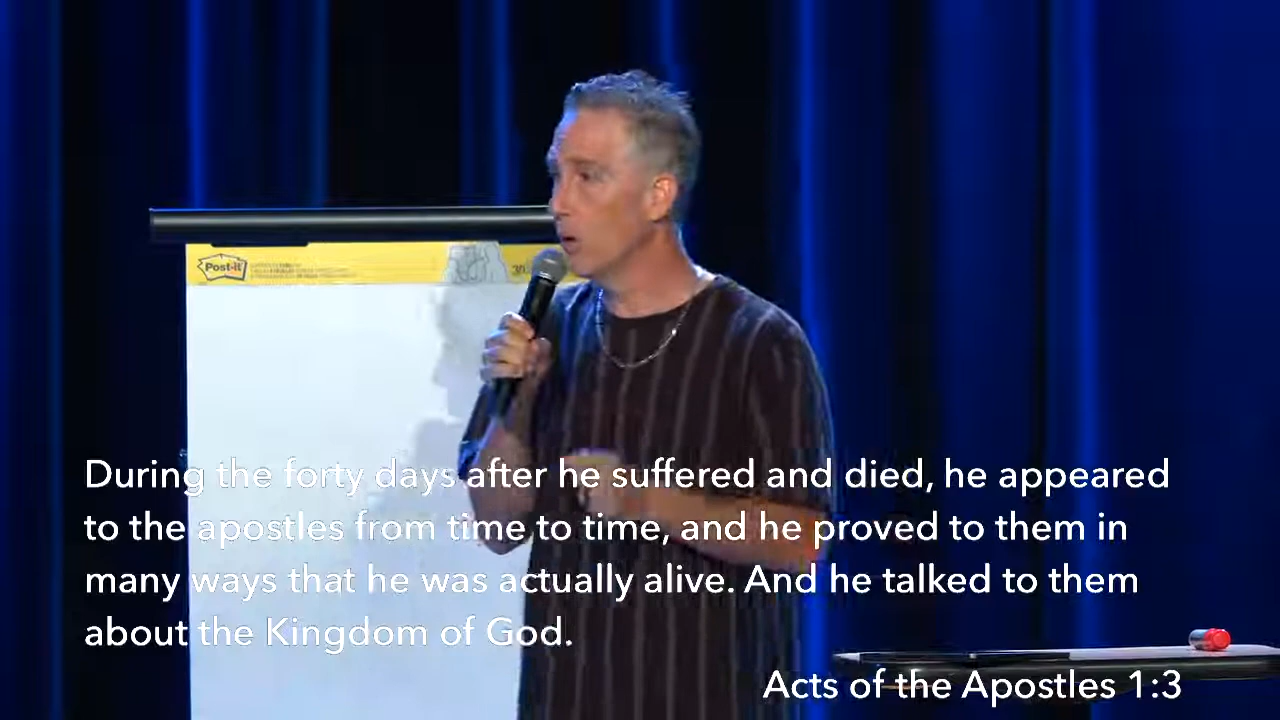 Post-it
30
During the forty days after he suffered and died, he appeared
to the apostles from time to time, and he proved to them in
many ways that he was actually alive. And he talked to them
about the Kingdom of God.
Acts of the Apostles 1:3